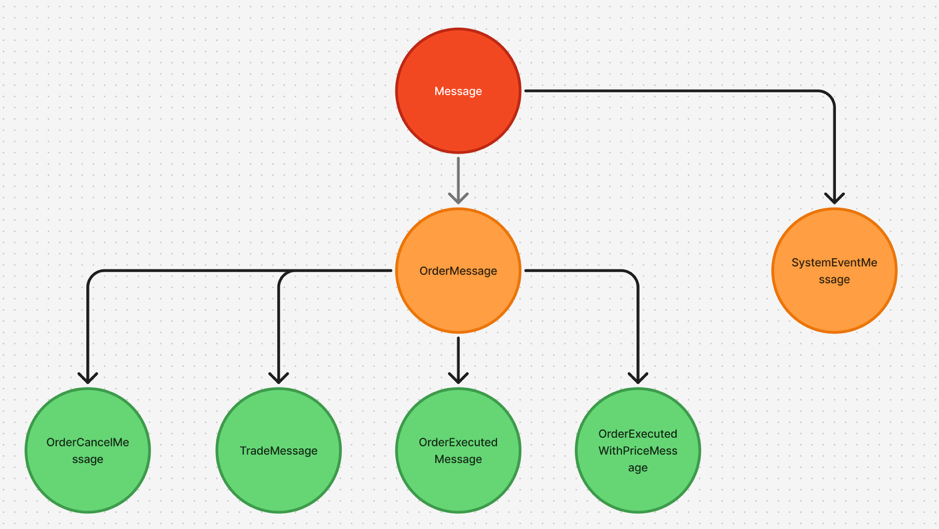 Message
OrderMessage
SystemEventMe
ssage
OrderCancelMe
ssage
TradeMessage
OrderExecuted
Message
OrderExecuted
WithPriceMess
age